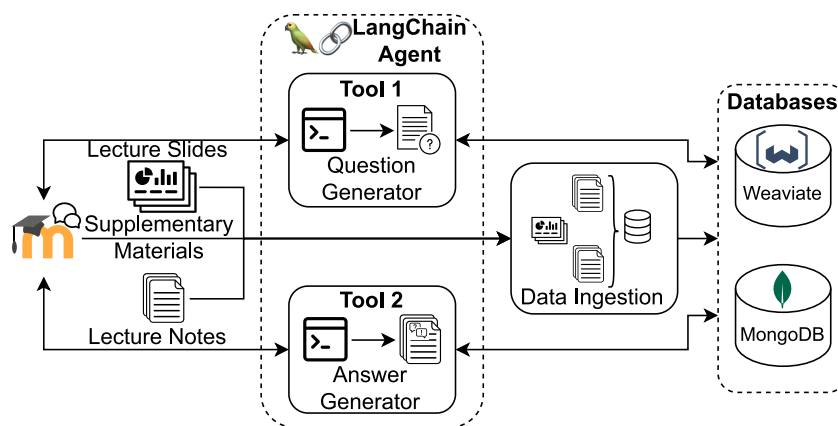 LangChain
Agent
Tool 1
Question
Generator
Lecture Slides
Supplementary
Materials
Lecture Notes
Tool 2
Answer
Generator
Data Ingestion
Databases
Weaviate
MongoDB